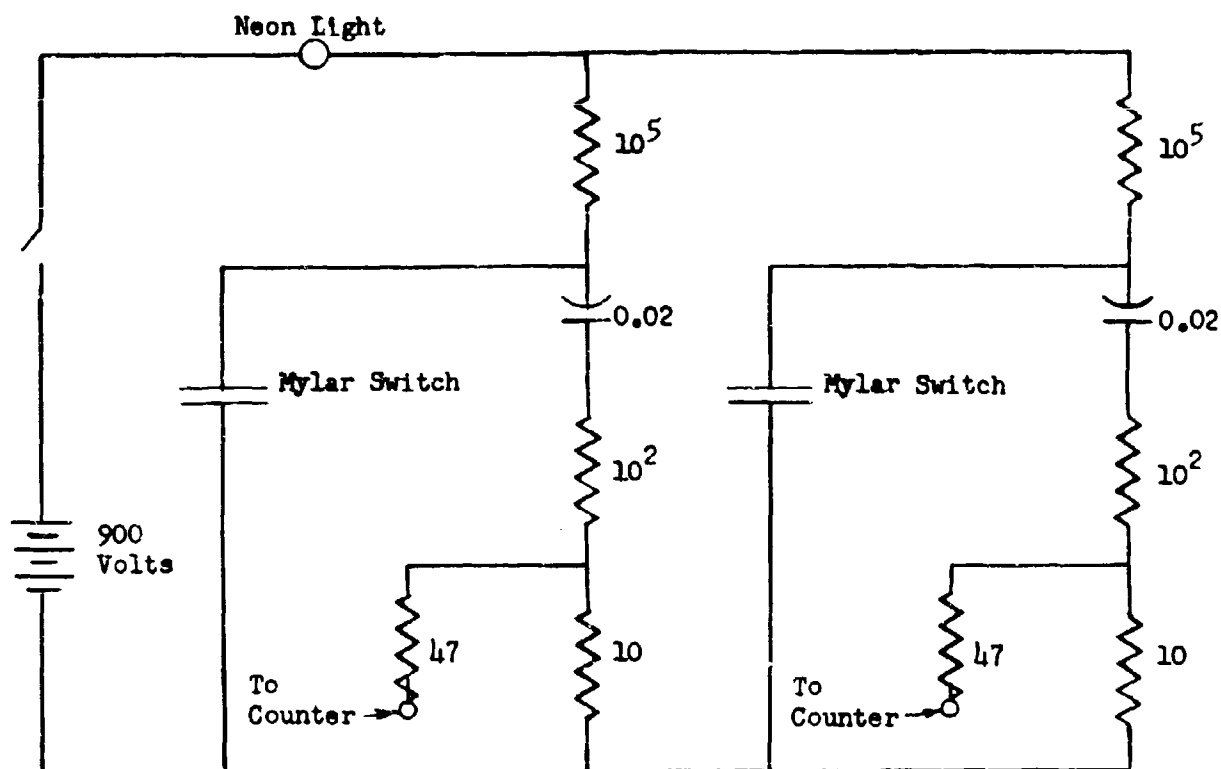 Neon Light
10⁵
10⁵
0.02
0.02
Mylar Switch
Mylar Switch
10²
10²
900
Volts
47
10
47
10
To
Counter
To
Counter